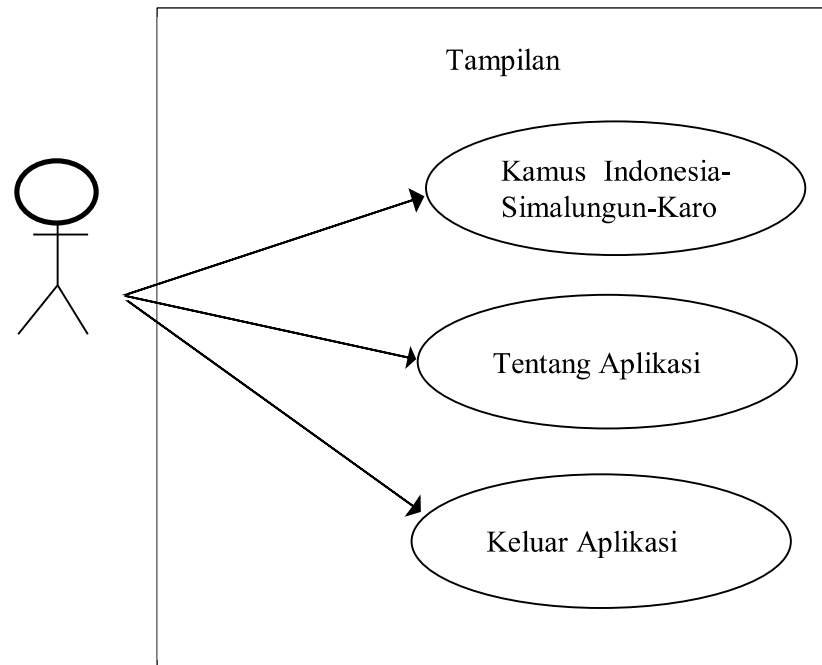 Tampilan
Kamus Indonesia-
Simalungun-Karo
Tentang Aplikasi
Keluar Aplikasi